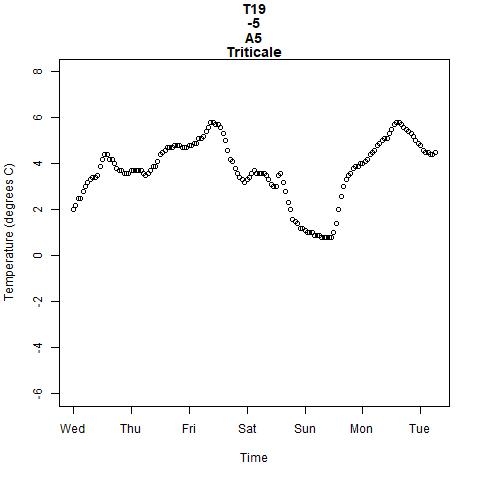 T19
-5
A5
Triticale
Temperature (degrees C)
8
6
4
2
0
-2
-4
-6
Wed Thu Fri Sat Sun Mon Tue
Time